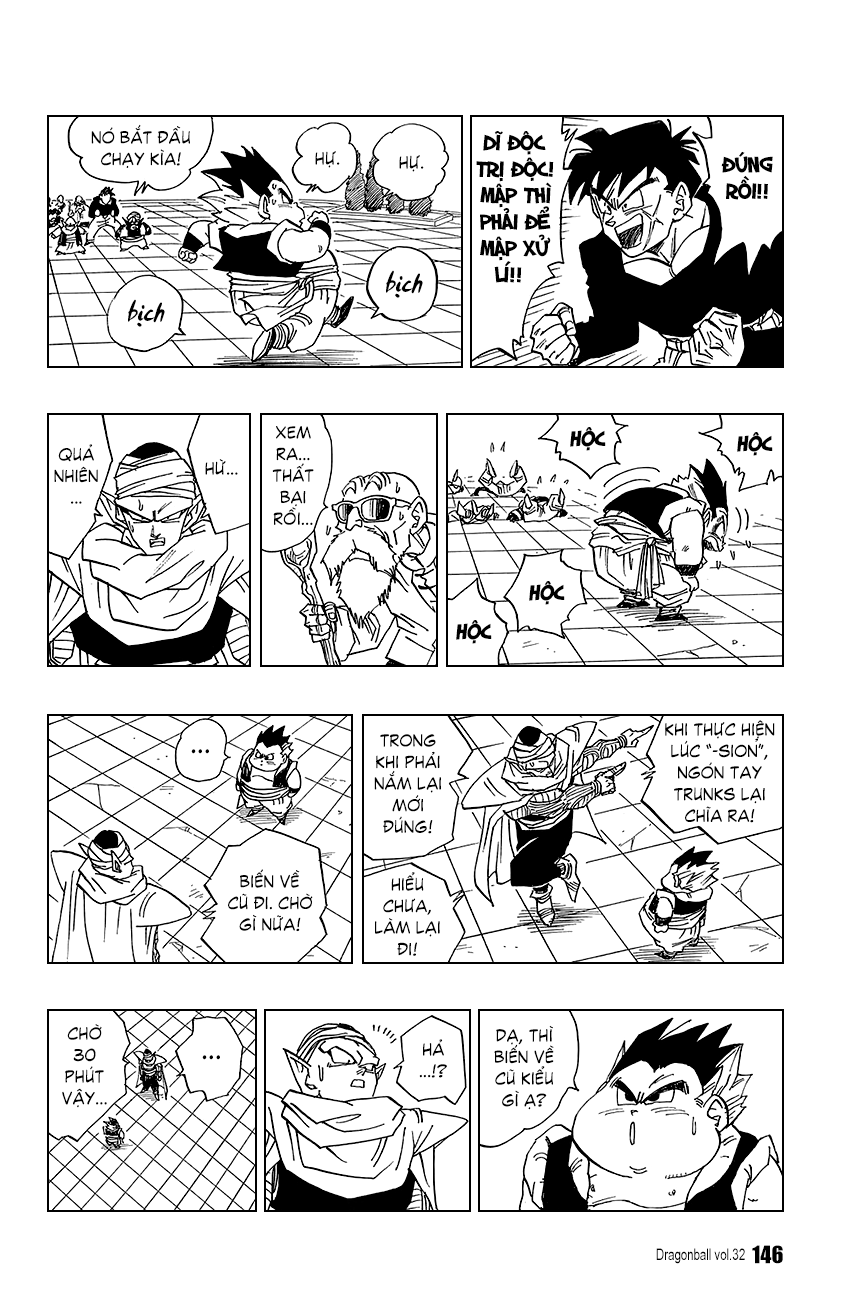 ĐÚNG
RỒI!!
DĨ ĐỘC
TRỊ ĐỘC!
MẬP THÌ
PHẢI ĐỂ
MẬP XỬ
LÍ!!
HỰ.
HỰ.
NÓ BẮT ĐẦU
CHẠY KÌA!
bịch
bịch
HỘC
HỘC
HỘC
HỘC
XEM
RA...
THẤT
BẠI
RỒI...
HỪ...
QUẢ
NHIÊN
...
KHI THỰC HIỆN
LÚC “-SION”,
NGÓN TAY
TRUNKS LẠI
CHÌA RA!
TRONG
KHI PHẢI
NẮM LẠI
MỚI
ĐÚNG!
HIỂU
CHƯA,
LÀM LẠI
ĐI!
...
BIẾN VỀ
CŨ ĐI. CHỜ
GÌ NỮA!
DẠ, THÌ
BIẾN VỀ
CŨ KIỂU
GÌ Ạ?
HẢ
...!?
...
CHỜ
30
PHÚT
VẬY...
Dragonball vol.32 146